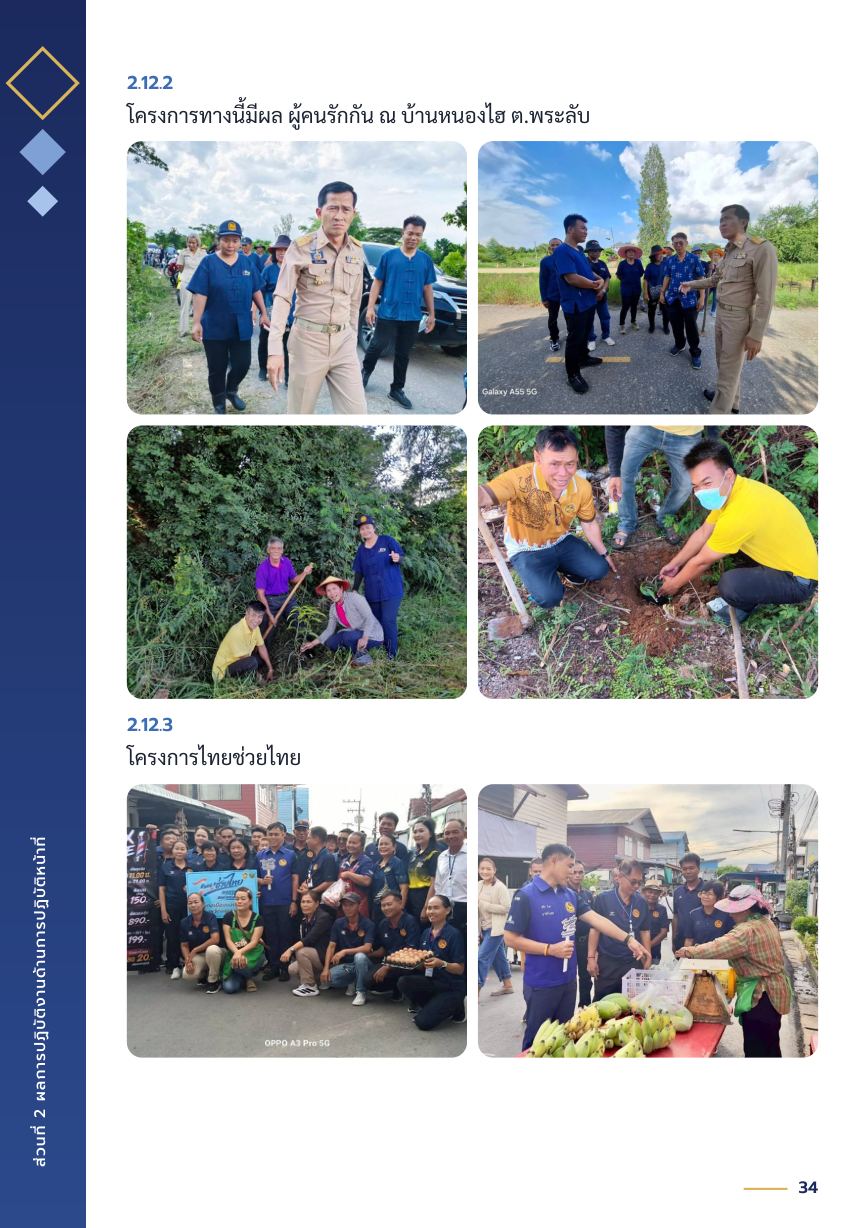 2.12.2
โครงการทางนี้มีผล ผู้คนรักกัน ณ บ้านหนองไฮ ต.พระลับ
Galaxy A55 5G
2.12.3
โครงการไทยช่วยไทย
150.-
890.-
199.-
20.-
OPPO A3 Pro 5G
ส่วนที่ 2 ผลการปฏิบัติงานด้านการปฏิบัติหน้าที่
34